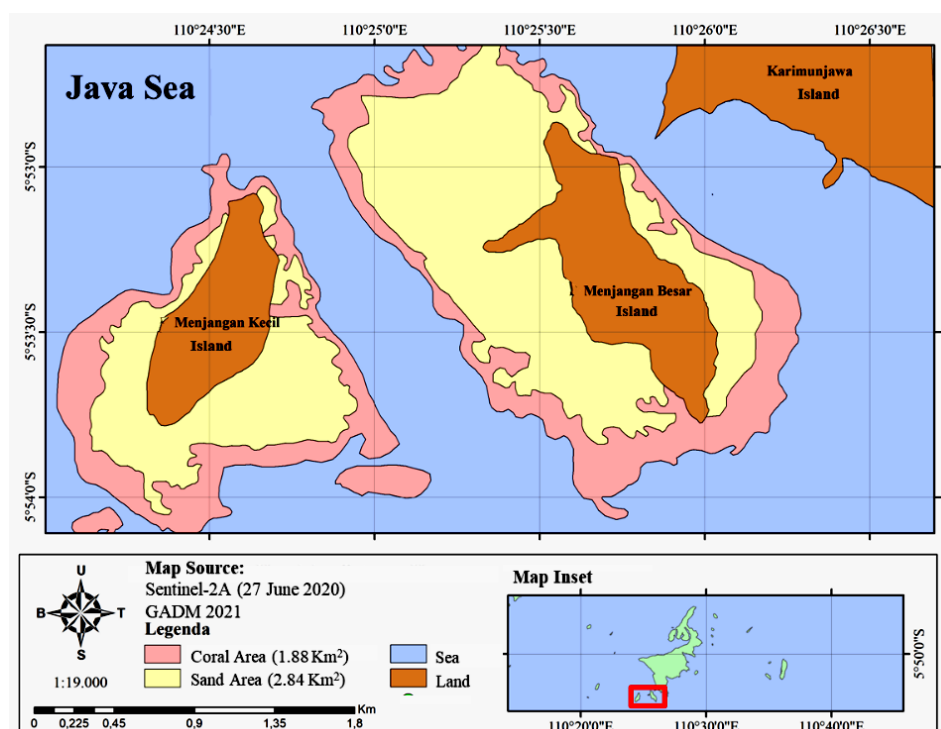 110°24'30"E 110°25'0"E 110°25'5"E 110°26'0"E 110°26'5"E
Java Sea
Karimunjawa
Island
5°53'0"S
Menjangan Besar
Island
Menjangan Kecil
Island
5°53'30"S
5°54'0"S
Map Source:
Sentinel-2A (27 June 2020)
GADM 2021
Legenda
Coral Area (1.88 Km²)
Sand Area (2.84 Km²)
Sea
Land
U
B T
S
1:19.000
Km
0 0,225 0,45 0,9 1,35 1,8
Map Inset
5°50'0"S
110°20'0"E 110°30'0"E 110°40'0"E